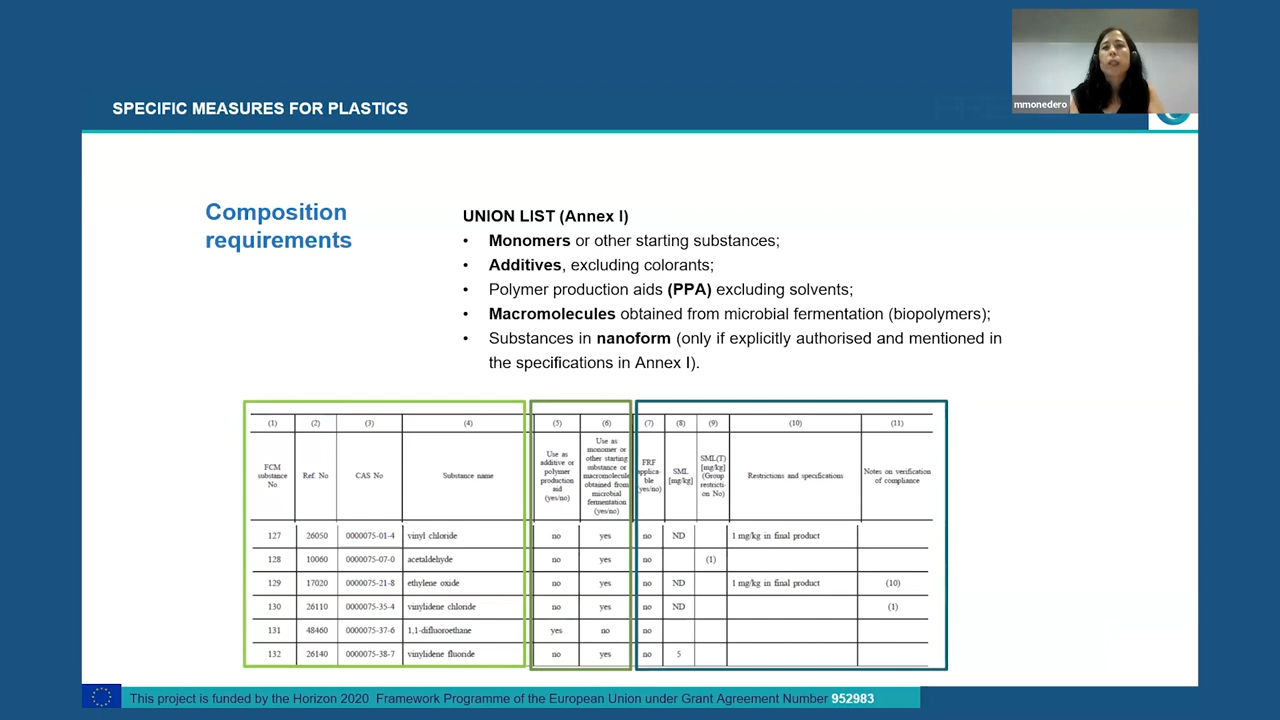 mmonedero
SPECIFIC MEASURES FOR PLASTICS
Composition
requirements
UNION LIST (Annex I)
• Monomers or other starting substances;
• Additives, excluding colorants;
• Polymer production aids (PPA) excluding solvents;
• Macromolecules obtained from microbial fermentation (biopolymers);
• Substances in nanoform (only if explicitly authorised and mentioned in
the specifications in Annex I).
(1) (2) (3) (4) (5) (6) (7) (8) (9) (10) (11)
FCM
substance
No
Ref. No
CAS No
Substance name
Use as
additive or
polymer
production
aid
(yes/no)
Use as
monomer or
other starting
substance or
macromolecule
obtained from
microbial
fermentation
(yes/no)
FRF
applica-
ble
(yes/no)
SML
[mg/kg]
SML(T)
[mg/kg]
(Group
restricti-
on No)
Restrictions and specifications
Notes on verification
of compliance
127 26050 0000075-01-4 vinyl chloride no yes no ND 1 mg/kg in final product
128 10060 0000075-07-0 acetaldehyde no yes no (1)
129 17020 0000075-21-8 ethylene oxide no yes no ND 1 mg/kg in final product (10)
130 26110 0000075-35-4 vinylidene chloride no yes no ND (1)
131 48460 0000075-37-6 1,1-difluoroethane yes no no
132 26140 0000075-38-7 vinylidene fluoride no yes no 5
This project is funded by the Horizon 2020 Framework Programme of the European Union under Grant Agreement Number 952983